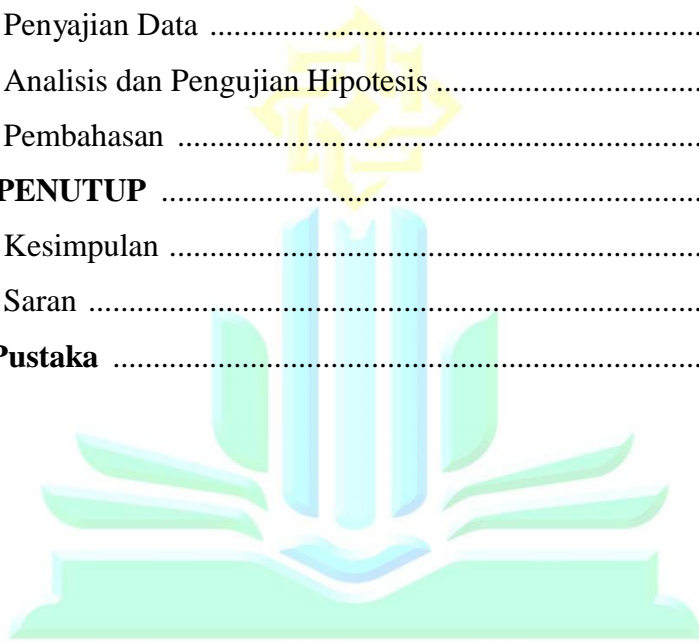 Penyajian Data ..............................................................
Analisis dan Pengujian Hipotesis .................................
Pembahasan ..................................................................
PENUTUP ....................................................................
Kesimpulan ...................................................................
Saran .............................................................................
Pustaka ..........................................................................